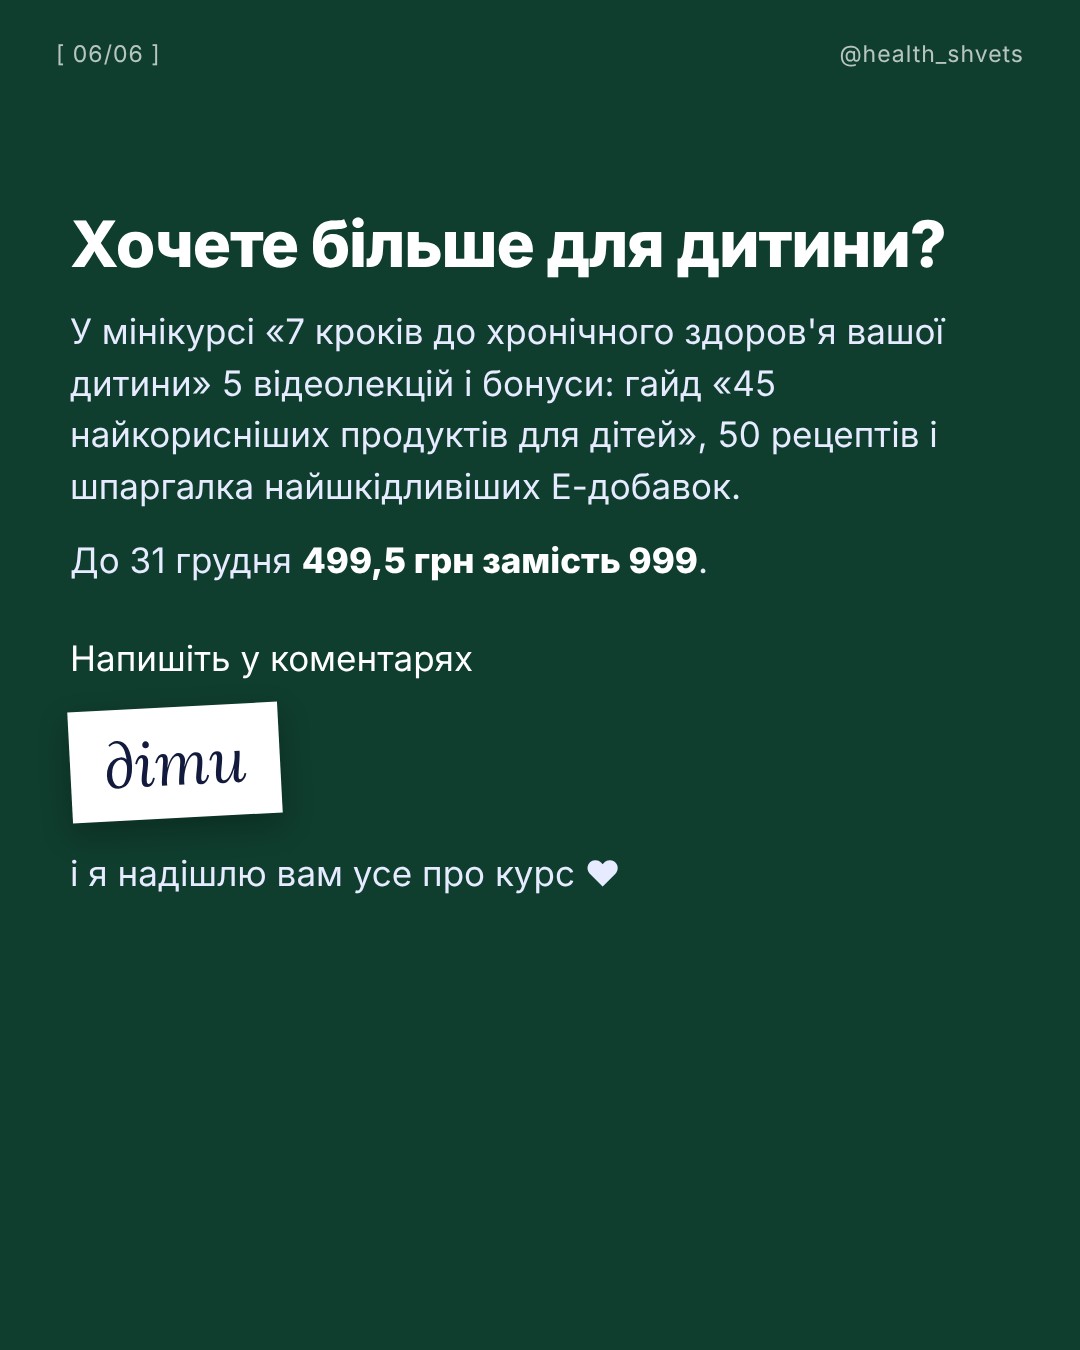 [ 06/06 ]
@health_shvets
Хочете більше для дитини?
У мінікурсі «7 кроків до хронічного здоров'я вашої
дитини» 5 відеолекцій і бонуси: гайд «45
найкорисніших продуктів для дітей», 50 рецептів і
шпаргалка найшкідливіших Е-добавок.
До 31 грудня 499,5 грн замість 999.
Напишіть у коментарях
діти
і я надішлю вам усе про курс ♥